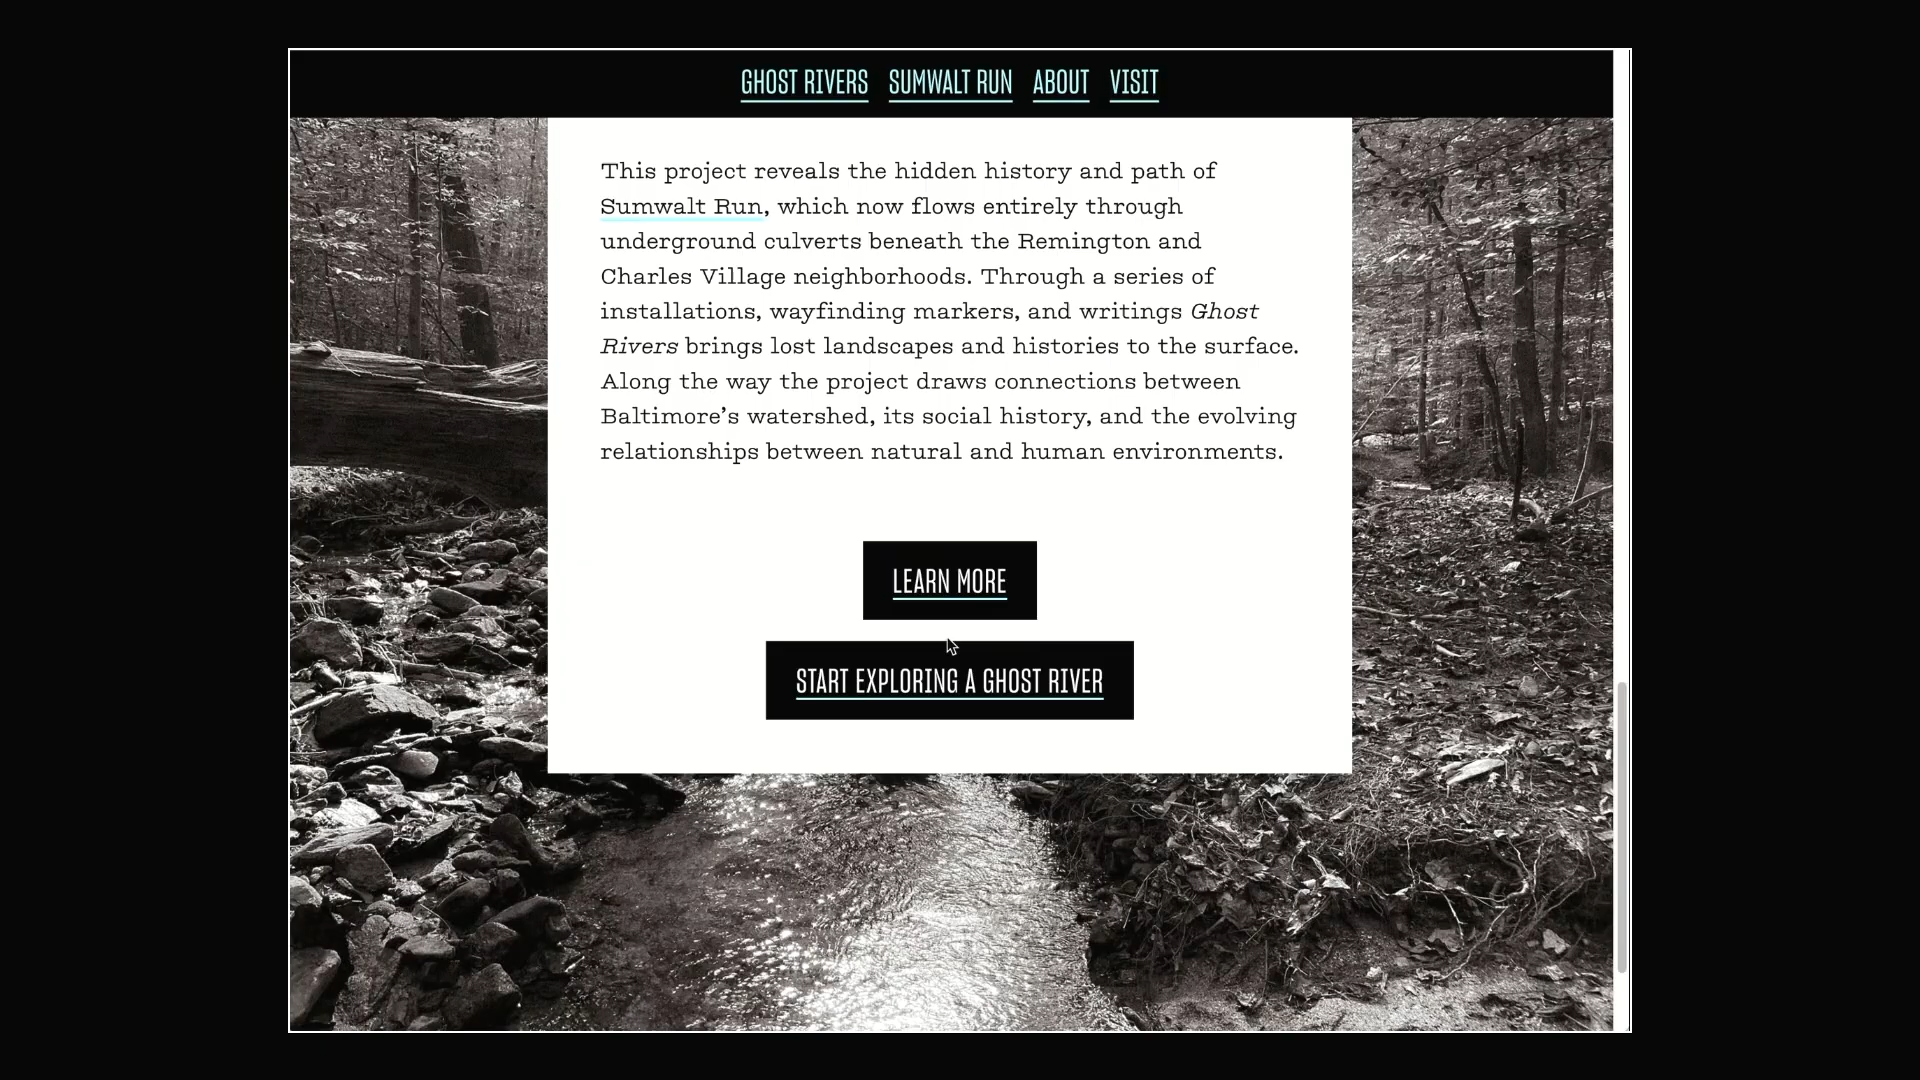 GHOST RIVERS SUMWALT RUN ABOUT VISIT
This project reveals the hidden history and path of
Sumwalt Run, which now flows entirely through
underground culverts beneath the Remington and
Charles Village neighborhoods. Through a series of
installations, wayfinding markers, and writings Ghost
Rivers brings lost landscapes and histories to the surface.
Along the way the project draws connections between
Baltimore’s watershed, its social history, and the evolving
relationships between natural and human environments.
LEARN MORE
START EXPLORING A GHOST RIVER